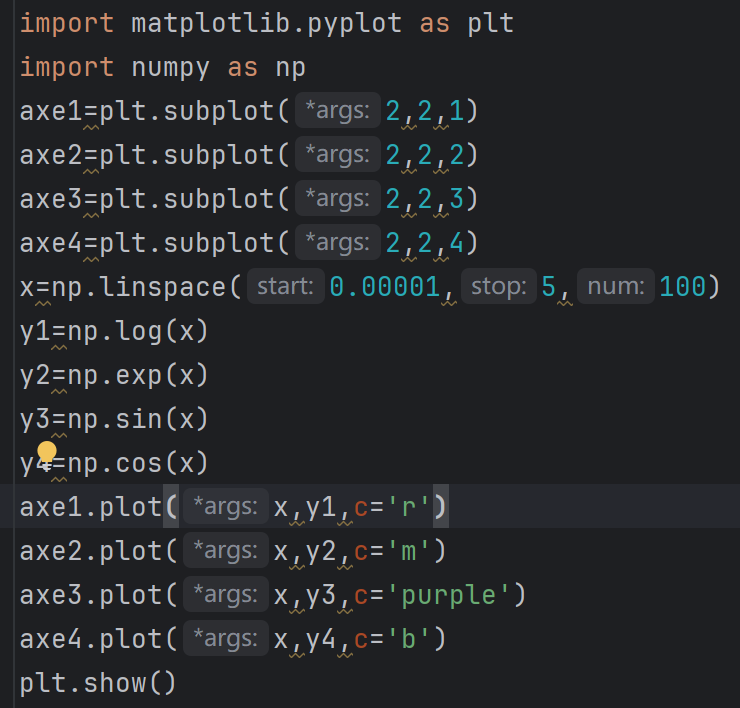 import matplotlib.pyplot as plt
import numpy as np
axe1=plt.subplot(*args: 2,2,1)
axe2=plt.subplot(*args: 2,2,2)
axe3=plt.subplot(*args: 2,2,3)
axe4=plt.subplot(*args: 2,2,4)
x=np.linspace(start: 0.00001,stop: 5,num: 100)
y1=np.log(x)
y2=np.exp(x)
y3=np.sin(x)
y4=np.cos(x)
axe1.plot(*args: x,y1,c='r')
axe2.plot(*args: x,y2,c='m')
axe3.plot(*args: x,y3,c='purple')
axe4.plot(*args: x,y4,c='b')
plt.show()